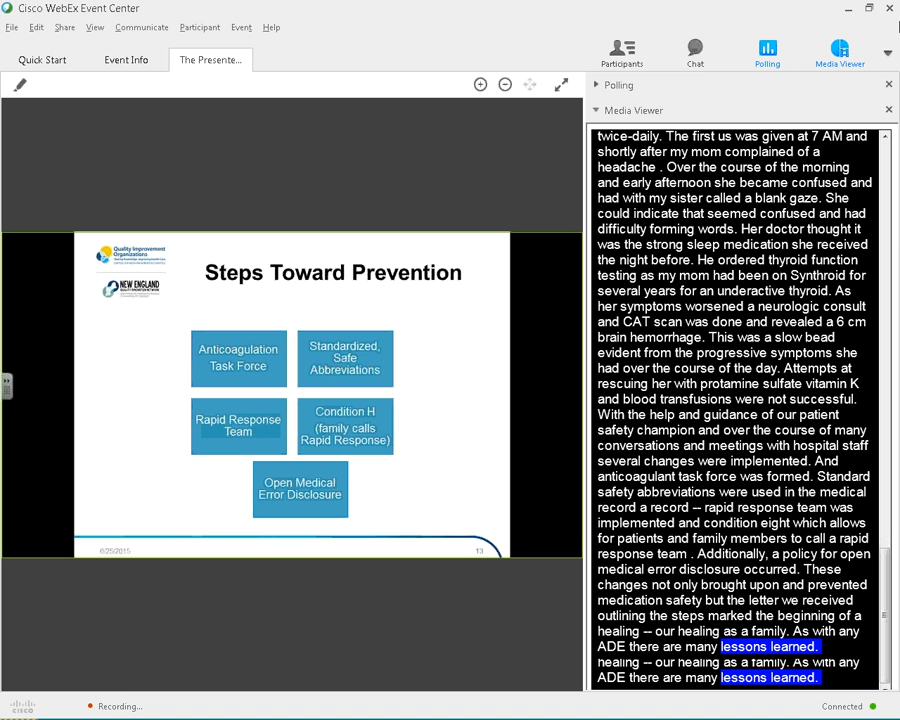 Cisco WebEx Event Center
File Edit Share View Communicate Participant Event Help
Quick Start Event Info The Presente...
Participants Chat Polling Media Viewer
Polling
Media Viewer
Quality Improvement
Organizations
NEW ENGLAND
Steps Toward Prevention
Anticoagulation
Task Force
Standardized,
Safe
Abbreviations
Rapid Response
Team
Condition H
(family calls
Rapid Response)
Open Medical
Error Disclosure
6/25/2015
13
twice-daily. The first us was given at 7 AM and
shortly after my mom complained of a
headache . Over the course of the morning
and early afternoon she became confused and
had with my sister called a blank gaze. She
could indicate that seemed confused and had
difficulty forming words. Her doctor thought it
was the strong sleep medication she received
the night before. He ordered thyroid function
testing as my mom had been on Synthroid for
several years for an underactive thyroid. As
her symptoms worsened a neurologic consult
and CAT scan was done and revealed a 6 cm
brain hemorrhage. This was a slow bead
evident from the progressive symptoms she
had over the course of the day. Attempts at
rescuing her with protamine sulfate vitamin K
and blood transfusions were not successful.
With the help and guidance of our patient
safety champion and over the course of many
conversations and meetings with hospital staff
several changes were implemented. And
anticoagulant task force was formed. Standard
safety abbreviations were used in the medical
record a record -- rapid response team was
implemented and condition eight which allows
for patients and family members to call a rapid
response team . Additionally, a policy for open
medical error disclosure occurred. These
changes not only brought upon and prevented
medication safety but the letter we received
outlining the steps marked the beginning of a
healing -- our healing as a family. As with any
ADE there are many lessons learned.
healing -- our healing as a family. As with any
ADE there are many lessons learned.
cisco
Recording...
Connected